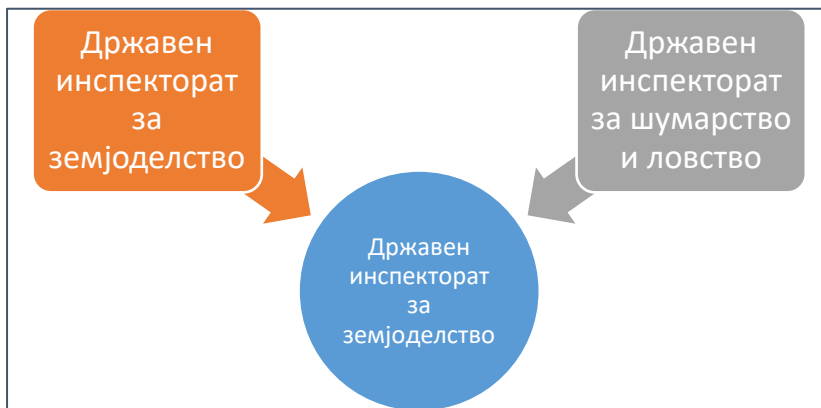 Државен
инспекторат
за
земјоделство
Државен
инспекторат
за шумарство
и ловство
Државен
инспекторат
за
земјоделство